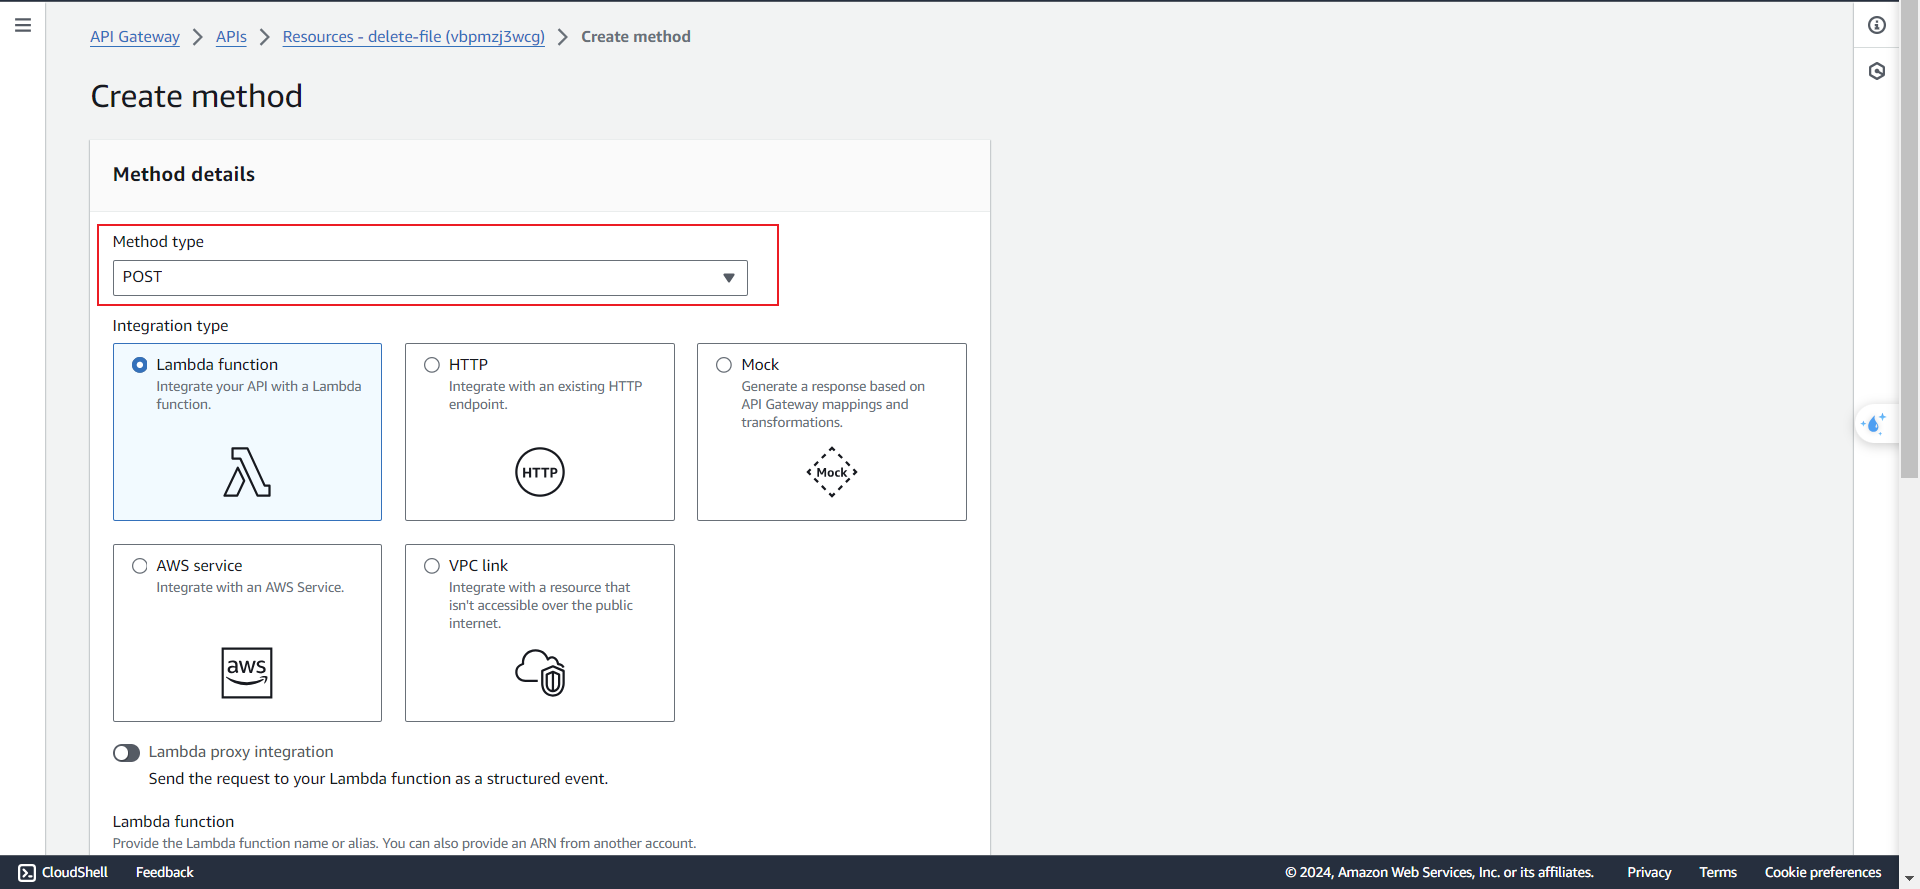 API Gateway > APIs > Resources - delete-file (vbpmzj3wcg) > Create method
Create method
Method details
Method type
POST
Integration type
Lambda function
Integrate your API with a Lambda
function.
HTTP
Integrate with an existing HTTP
endpoint.
HTTP
Mock
Generate a response based on
API Gateway mappings and
transformations.
Mock
AWS service
Integrate with an AWS Service.
aws
VPC link
Integrate with a resource that
isn't accessible over the public
internet.
Lambda proxy integration
Send the request to your Lambda function as a structured event.
Lambda function
Provide the Lambda function name or alias. You can also provide an ARN from another account.
CloudShell Feedback © 2024, Amazon Web Services, Inc. or its affiliates. Privacy Terms Cookie preferences